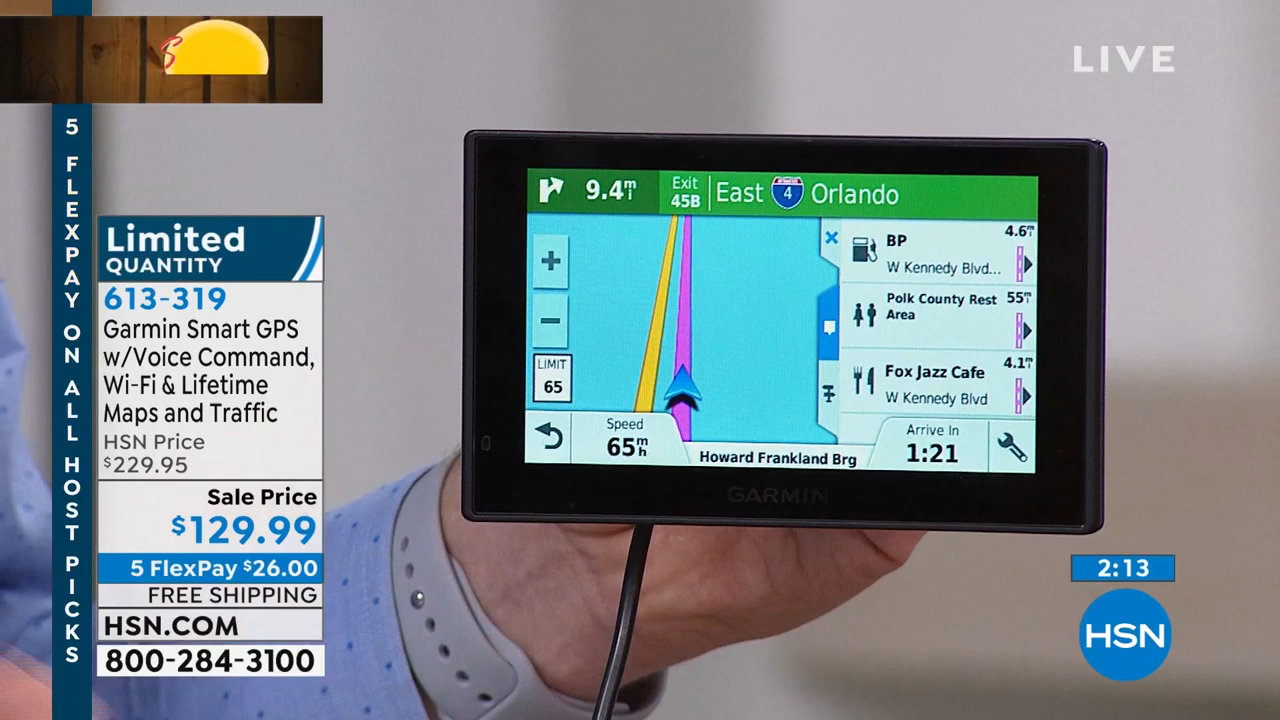 S
5 FLEXPAY ON ALL HOST PICKS
Limited
QUANTITY
613-319
Garmin Smart GPS
w/Voice Command,
Wi-Fi & Lifetime
Maps and Traffic
HSN Price
$229.95
Sale Price
$129.99
5 FlexPay $26.00
FREE SHIPPING
HSN.COM
800-284-3100
LIVE
9.4mi
Exit
45B
East 4 Orlando
+
−
LIMIT
65
BP
4.6mi
W Kennedy Blvd...
Polk County Rest
Area
55mi
Fox Jazz Cafe
4.1mi
W Kennedy Blvd
Speed
65mh
Howard Frankland Brg
Arrive In
1:21
GARMIN
2:13
HSN